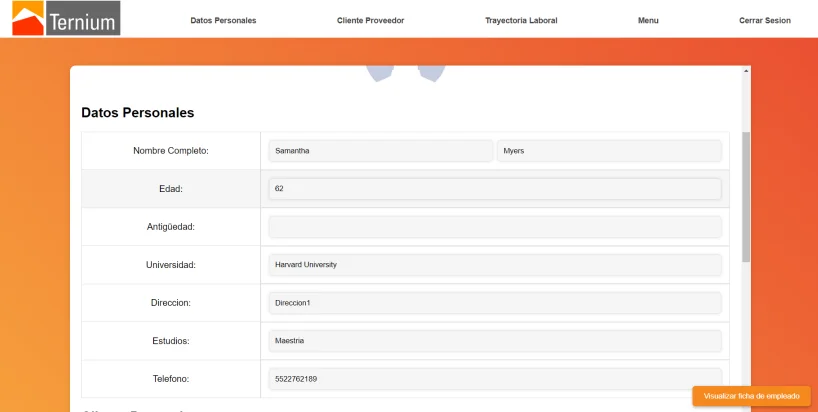 Ternium
Datos Personales
Cliente Proveedor
Trayectoria Laboral
Menu
Cerrar Sesion
Datos Personales
Nombre Completo: Samantha Myers
Edad: 62
Antigüedad:
Universidad: Harvard University
Direccion: Direccion1
Estudios: Maestria
Telefono: 5522762189
Visualizar ficha de empleado